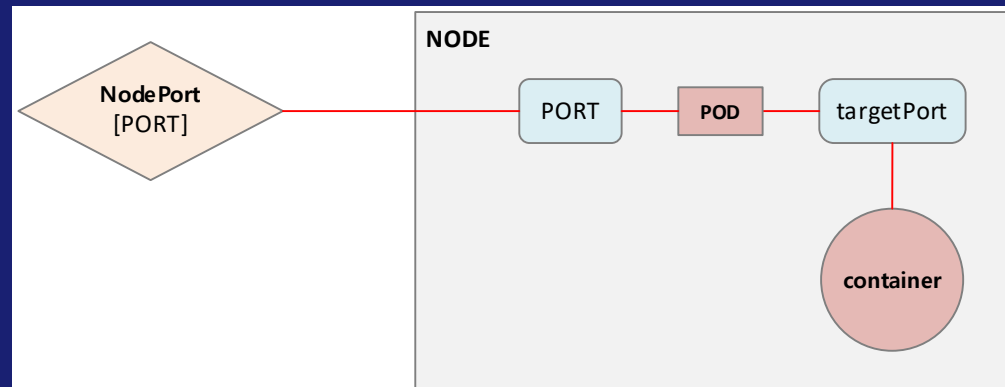 NODE
NodePort
[PORT]
PORT
POD
targetPort
container